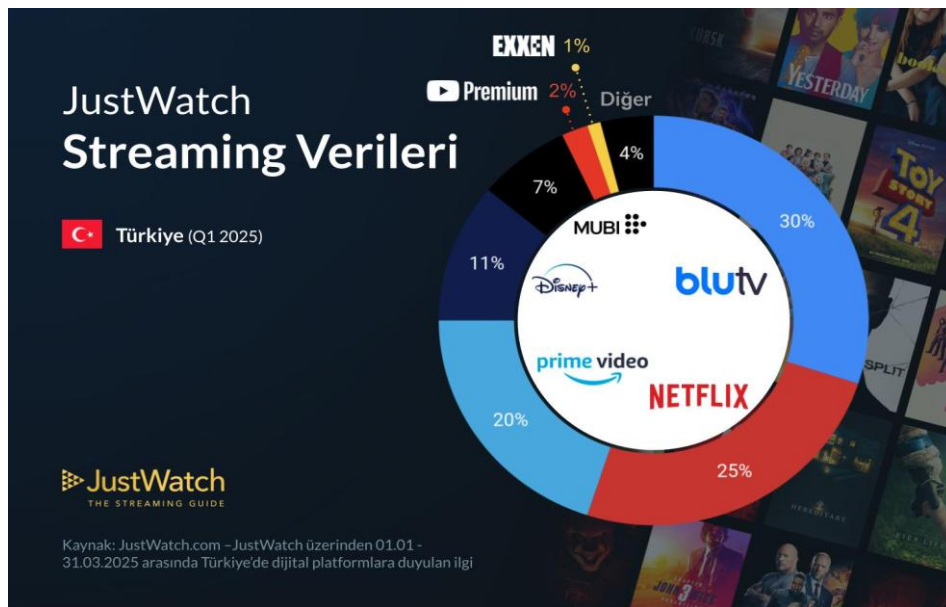 EXXEN 1%
Premium 2%
Diğer
JustWatch
Streaming Verileri
Türkiye (Q1 2025)
4%
7%
30%
11%
20%
25%
MUBI
Disney+
blutv
prime video
NETFLIX
JustWatch
THE STREAMING GUIDE
Kaynak: JustWatch.com –JustWatch üzerinden 01.01 -
31.03.2025 arasında Türkiye'de dijital platformlara duyulan ilgi
KURSK
YESTERDAY
TOY
STORY
4
SPLIT
HEREDITARY